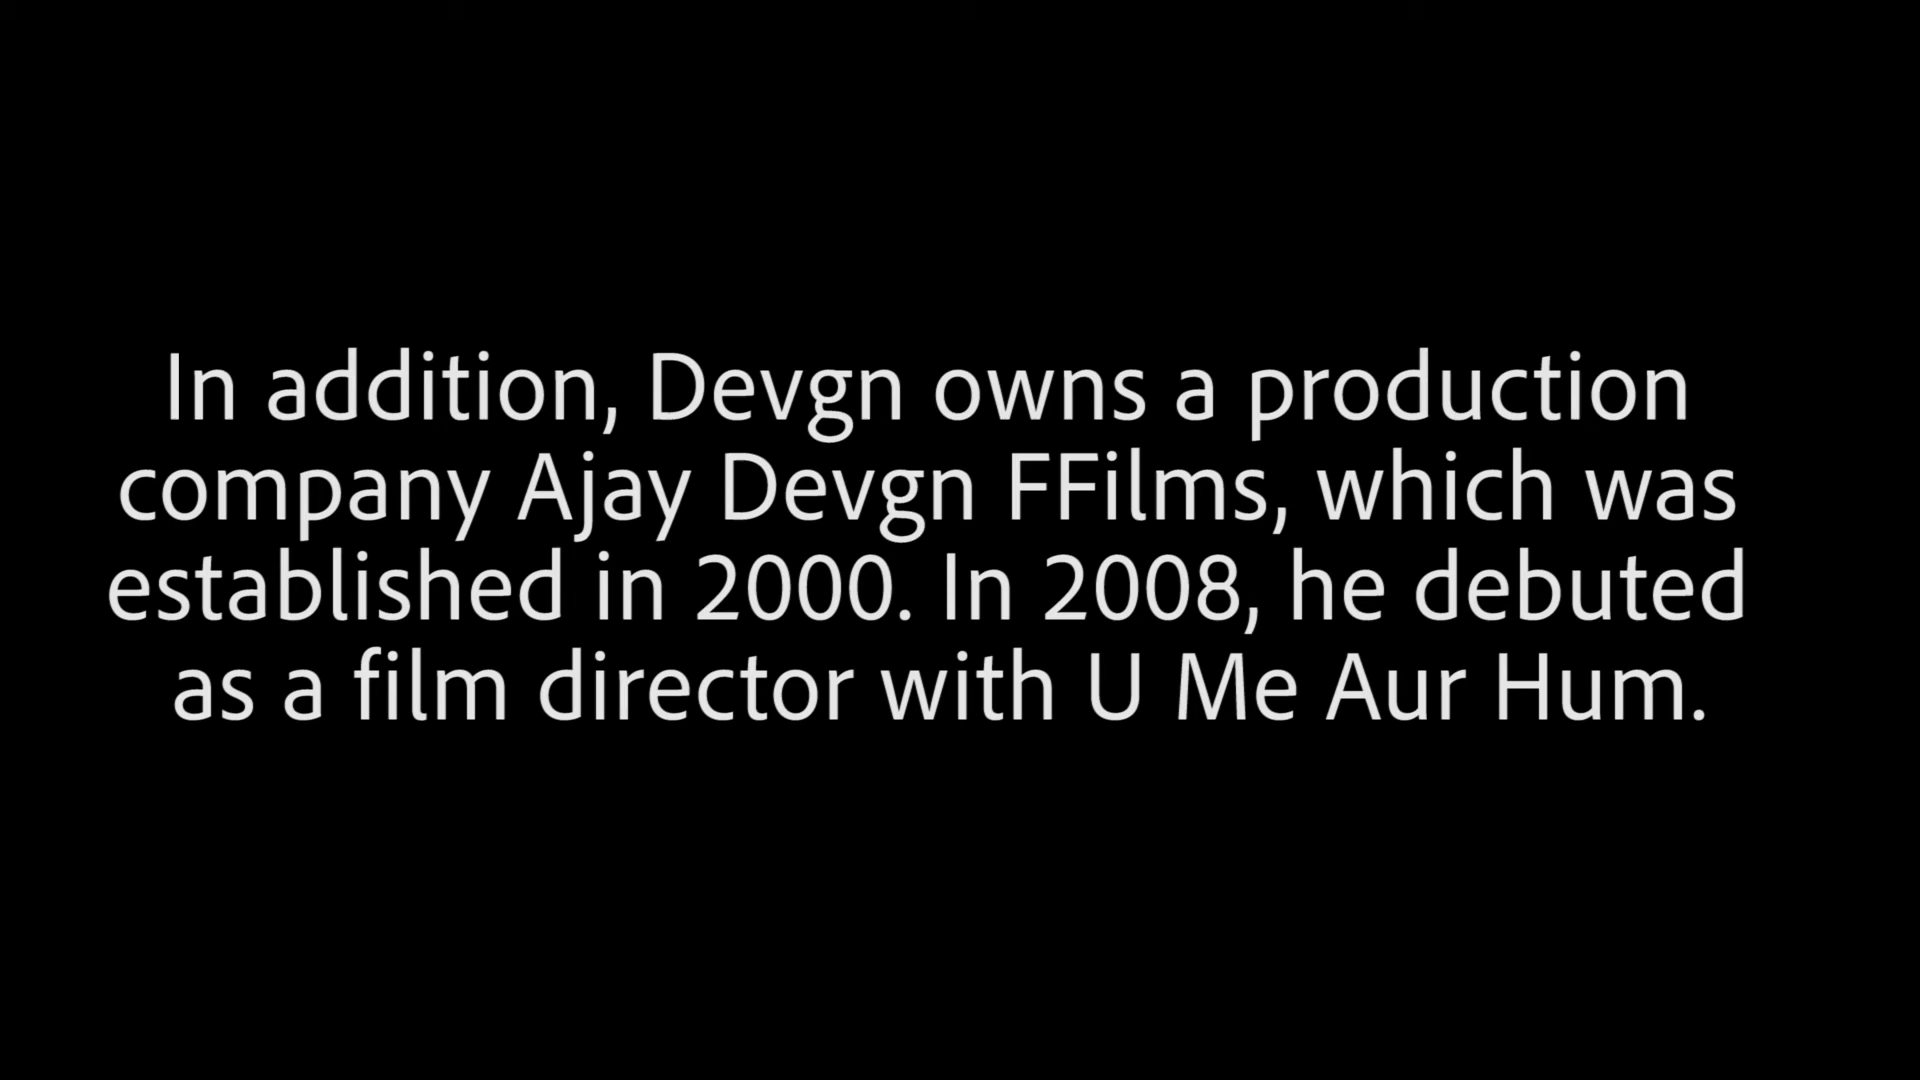 In addition, Devgn owns a production
company Ajay Devgn FFilms, which was
established in 2000. In 2008, he debuted
as a film director with U Me Aur Hum.